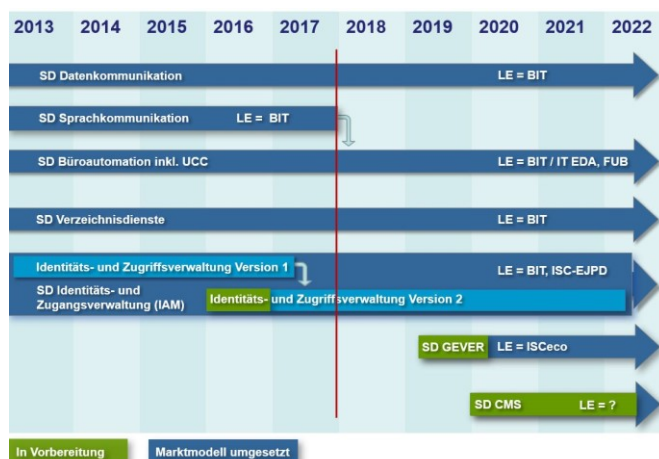 2013 2014 2015 2016 2017 2018 2019 2020 2021 2022
SD Datenkommunikation LE = BIT
SD Sprachkommunikation LE = BIT
SD Büroautomation inkl. UCC LE = BIT / IT EDA, FUB
SD Verzeichnisdienste LE = BIT
Identitäts- und Zugriffsverwaltung Version 1
LE = BIT, ISC-EJPD
SD Identitäts- und
Zugangsverwaltung (IAM)
Identitäts- und Zugriffsverwaltung Version 2
SD GEVER LE = ISCeco
SD CMS LE = ?
In Vorbereitung Marktmodell umgesetzt